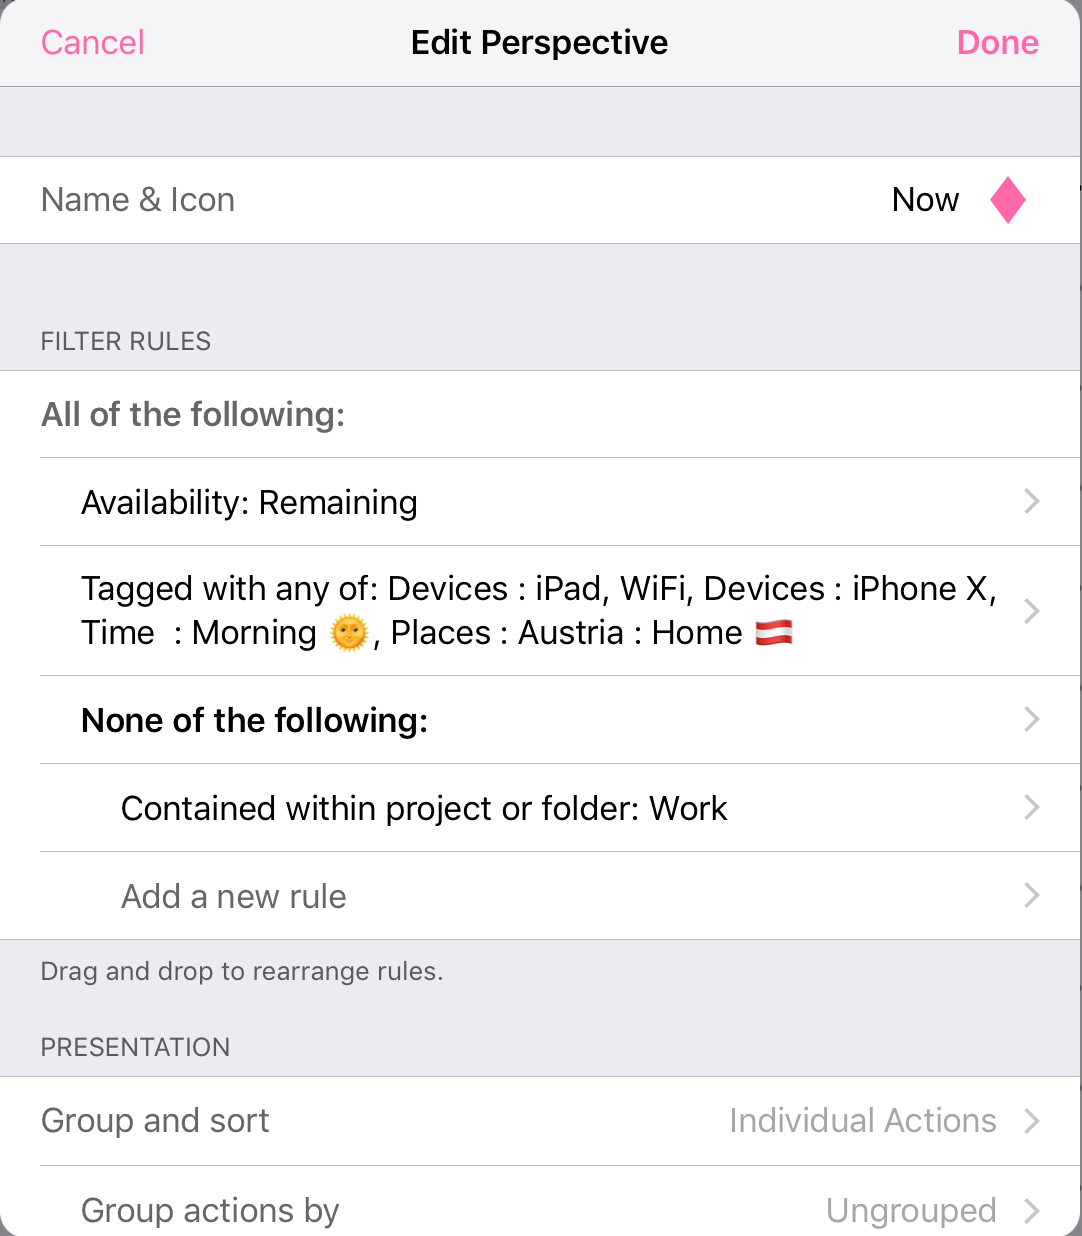 Cancel Edit Perspective Done
Name & Icon Now
FILTER RULES
All of the following:
Availability: Remaining
Tagged with any of: Devices : iPad, WiFi, Devices : iPhone X,
Time  : Morning 🌞, Places : Austria : Home 🇦🇹
None of the following:
Contained within project or folder: Work
Add a new rule
Drag and drop to rearrange rules.
PRESENTATION
Group and sort Individual Actions
Group actions by Ungrouped